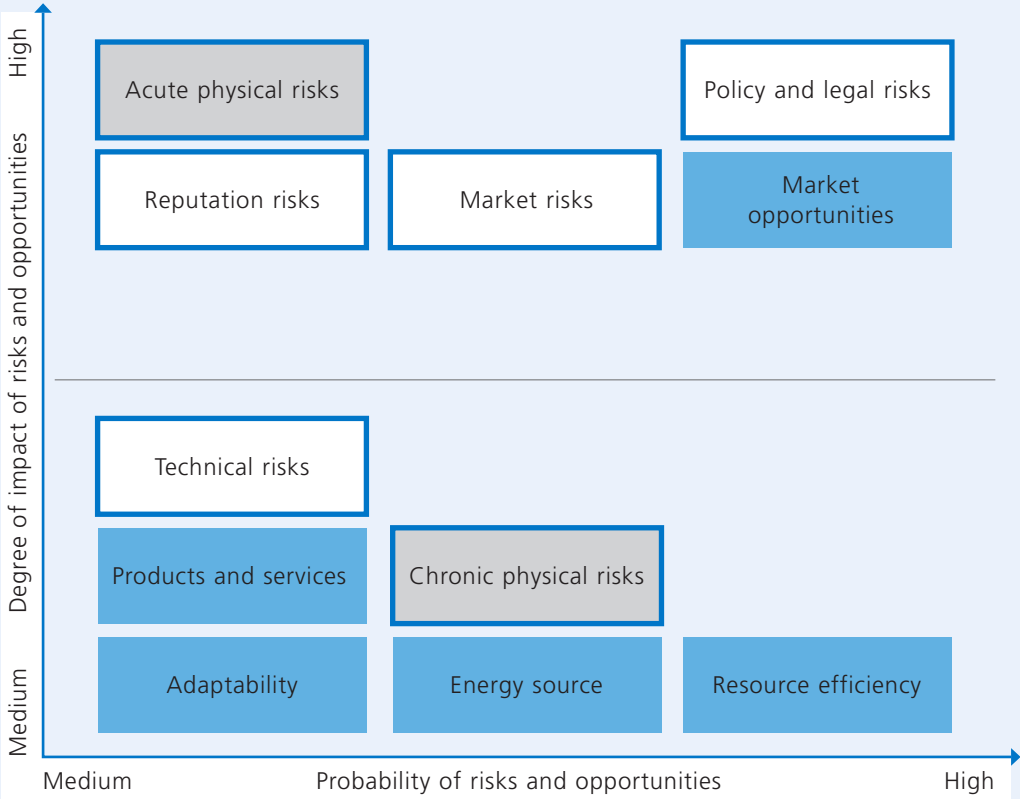 High
Degree of impact of risks and opportunities
Medium
Acute physical risks
Policy and legal risks
Reputation risks
Market risks
Market
opportunities
Technical risks
Products and services
Chronic physical risks
Adaptability
Energy source
Resource efficiency
Medium
Probability of risks and opportunities
High